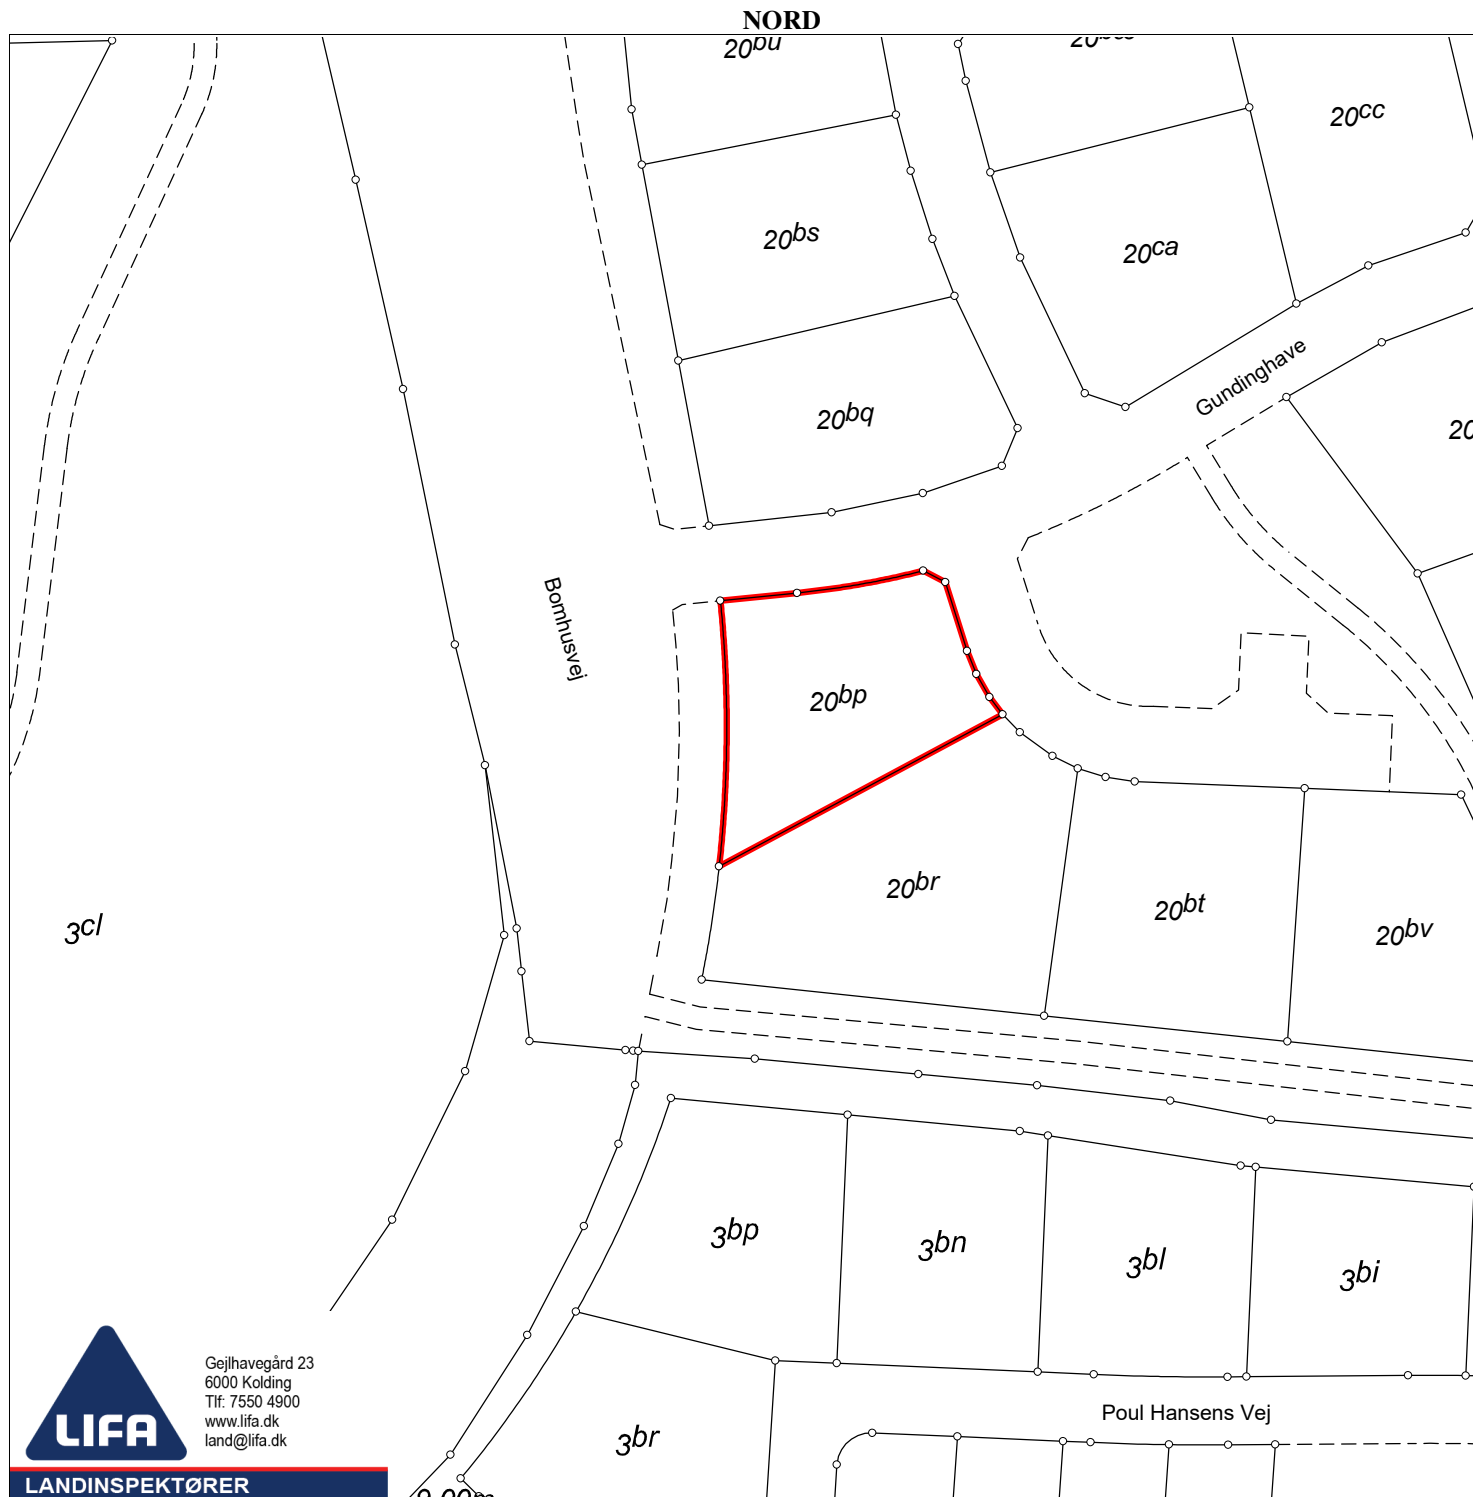 NORD
20bu
20cc
20bs
20ca
Gundinghave
20bq
20
Bomhusvej
20bp
20br
20bt
20bv
3cl
3bp
3bn
3bl
3bi
3br
Poul Hansens Vej
Gejlhavegård 23
6000 Kolding
Tlf: 7550 4900
www.lifa.dk
land@lifa.dk
LIFA
LANDINSPEKTØRER